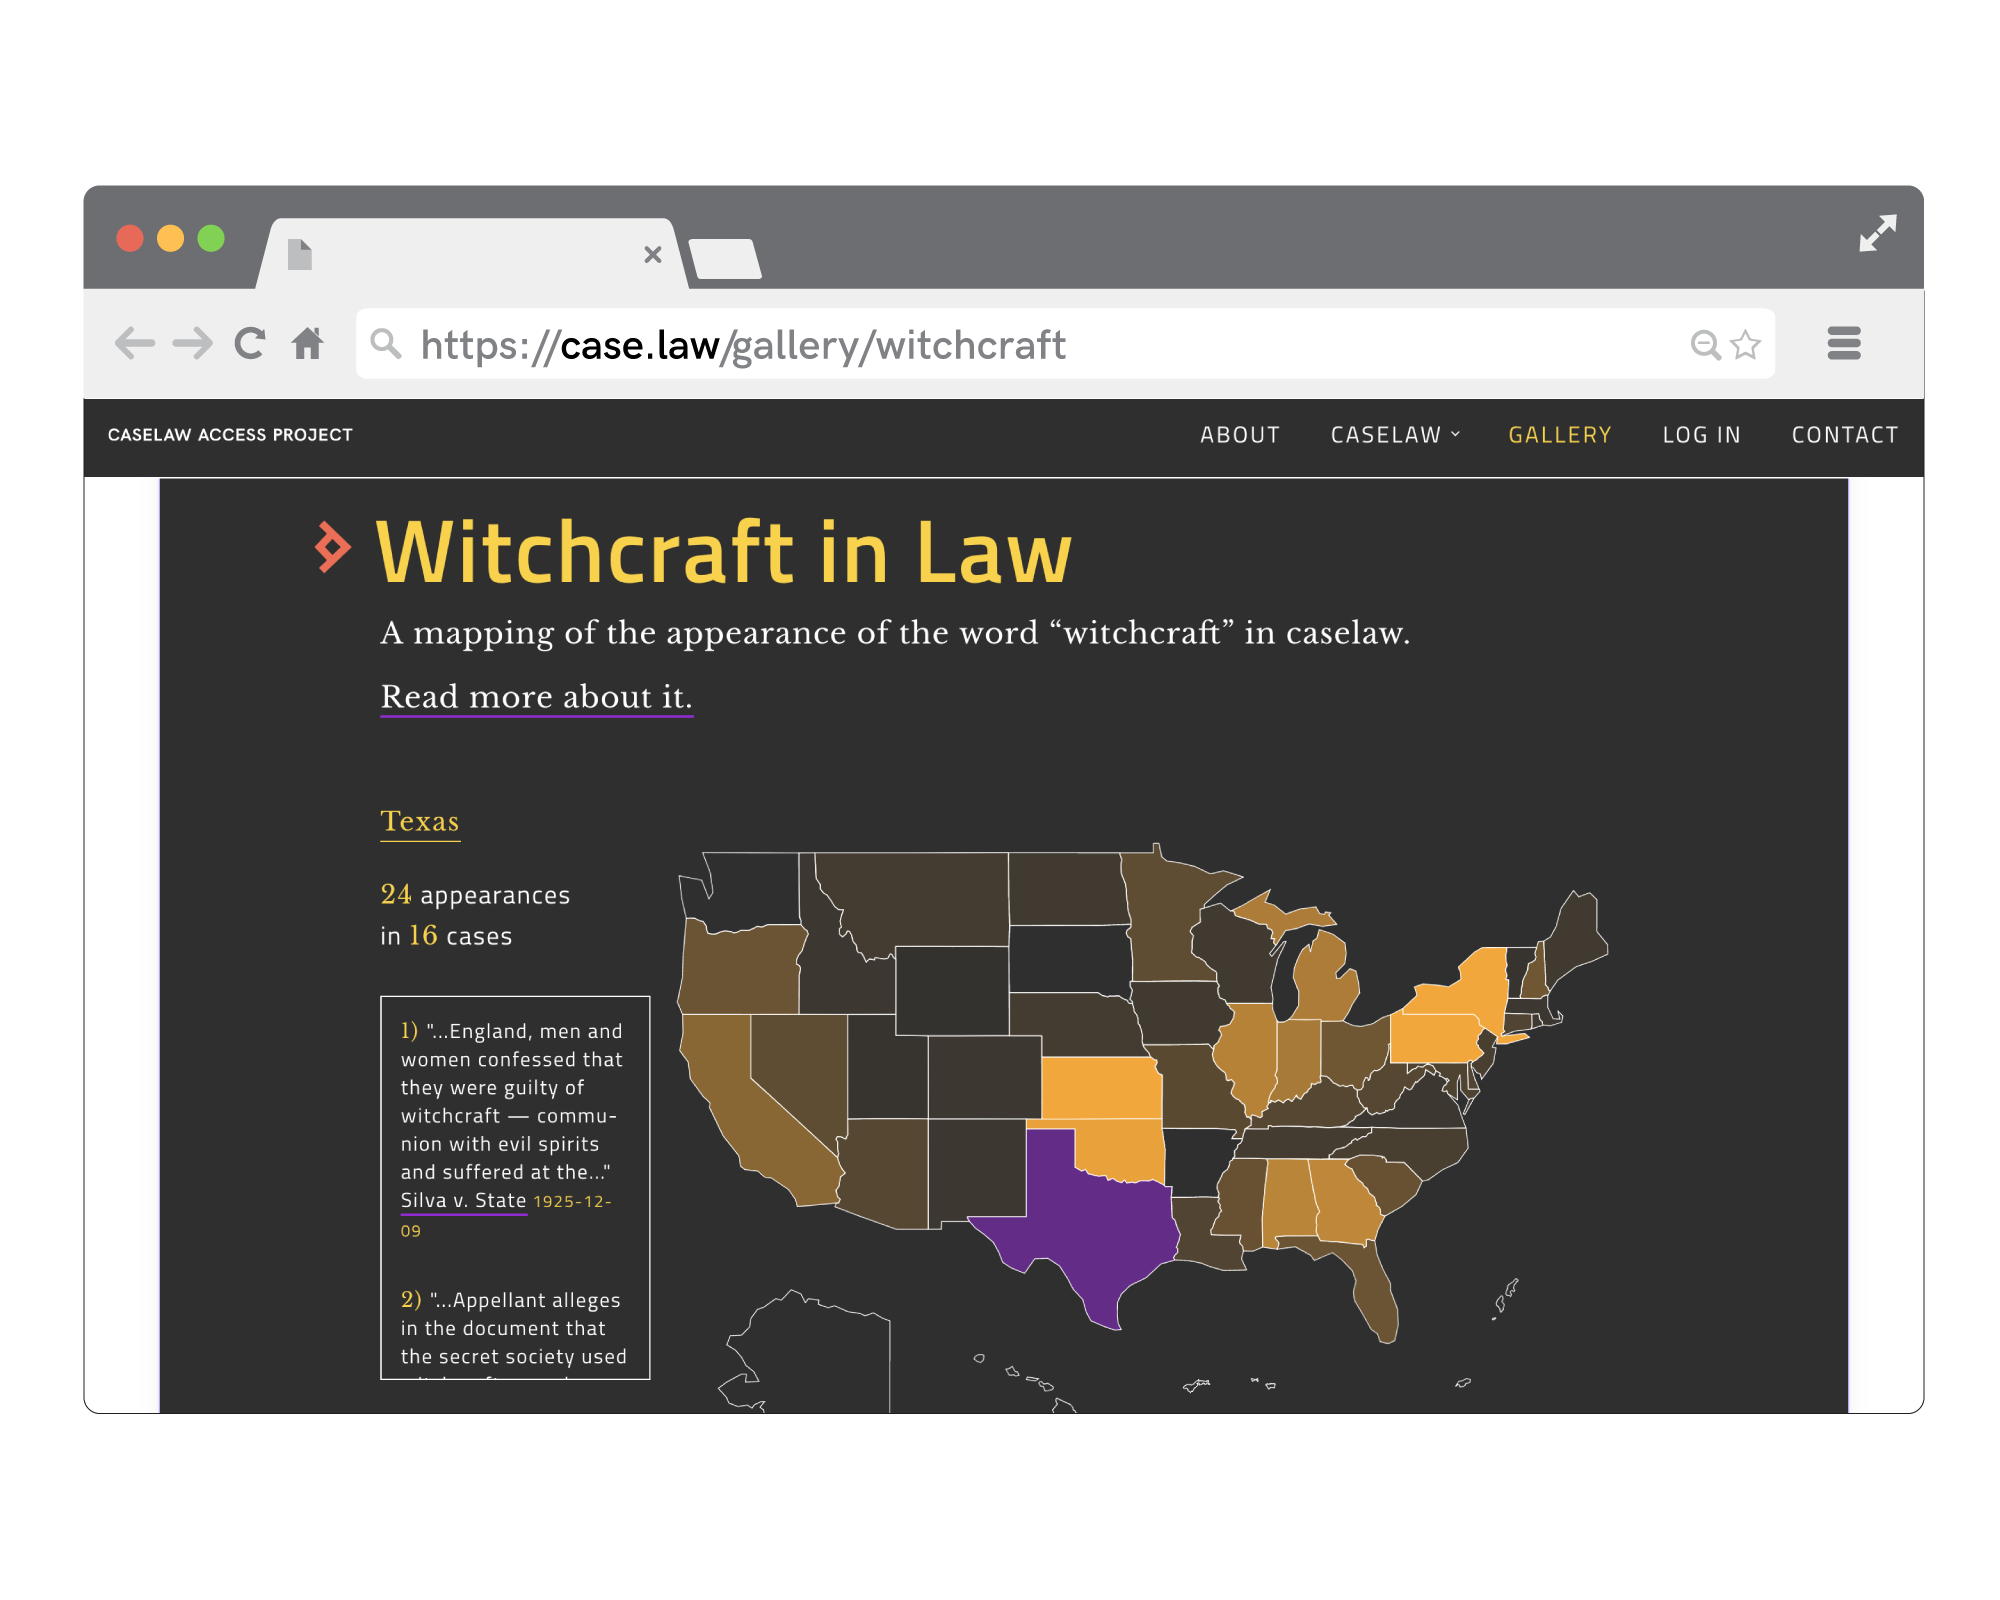 https://case.law/gallery/witchcraft
CASELAW ACCESS PROJECT
ABOUT
CASELAW
GALLERY
LOG IN
CONTACT
Witchcraft in Law
A mapping of the appearance of the word “witchcraft” in caselaw.
Read more about it.
Texas
24 appearances
in 16 cases
1) "...England, men and
women confessed that
they were guilty of
witchcraft — commu-
nion with evil spirits
and suffered at the..."
Silva v. State 1925-12-
09
2) "...Appellant alleges
in the document that
the secret society used